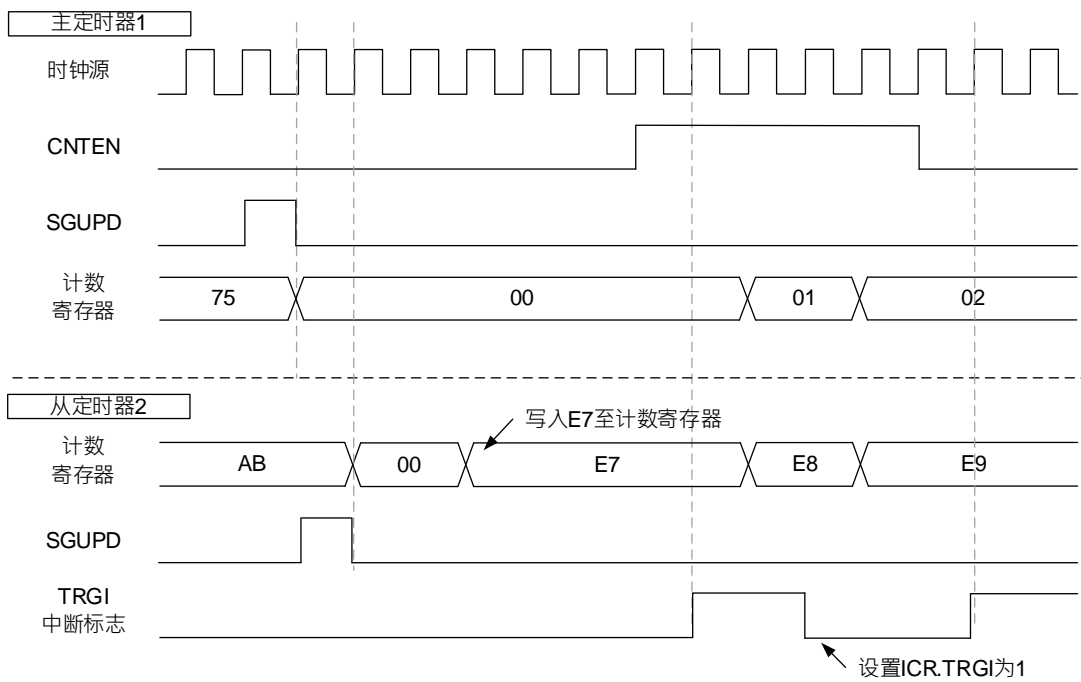 主定时器1
时钟源
CNTEN
SGUPD
计数
寄存器
75
00
01
02
从定时器2
写入E7至计数寄存器
计数
寄存器
AB
00
E7
E8
E9
SGUPD
TRGI
中断标志
设置ICR.TRGI为1